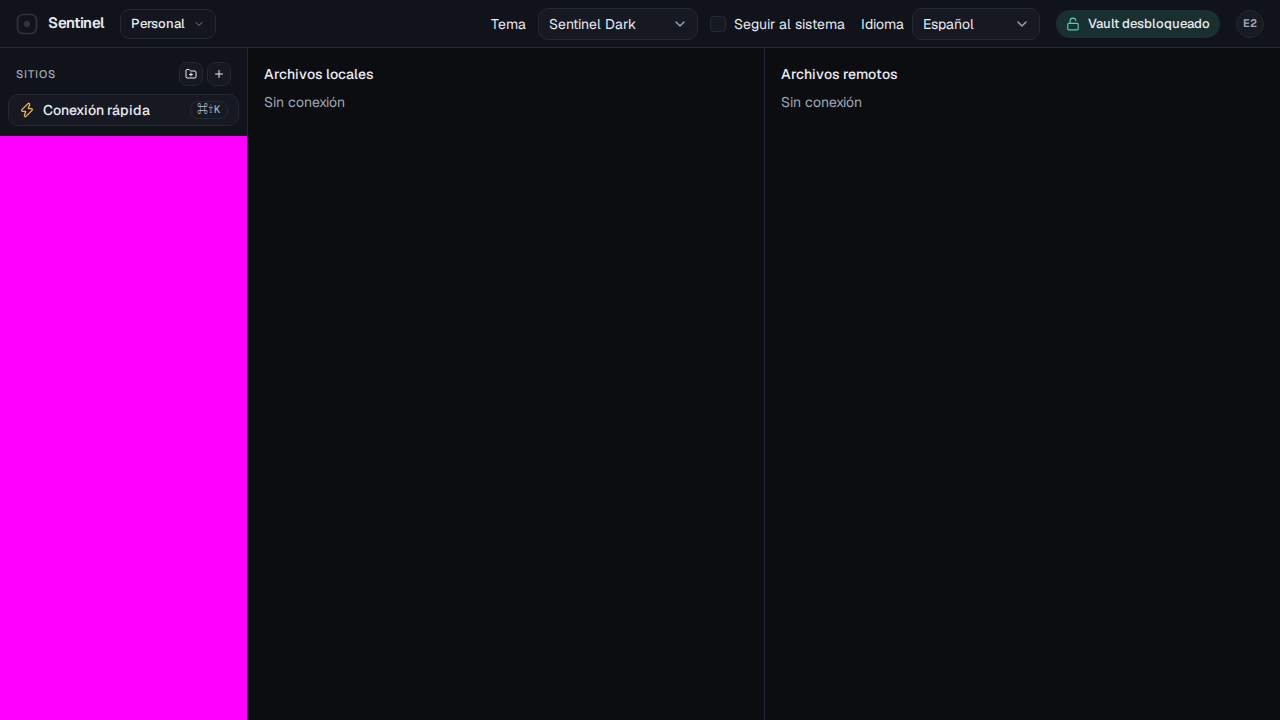 Sentinel
Personal
Tema
Sentinel Dark
Seguir al sistema
Idioma
Español
Vault desbloqueado
E2
SITIOS
Conexión rápida
⌘⇧K
Archivos locales
Sin conexión
Archivos remotos
Sin conexión